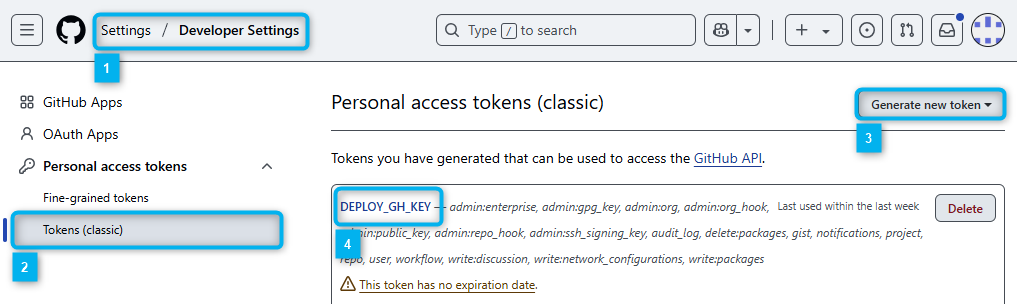 Settings / Developer Settings
Type / to search
1
GitHub Apps
Personal access tokens (classic)
Generate new token
3
OAuth Apps
Personal access tokens
Tokens you have generated that can be used to access the GitHub API.
Fine-grained tokens
Tokens (classic)
2
DEPLOY_GH_KEY — admin:enterprise, admin:gpg_key, admin:org, admin:org_hook, Last used within the last week
Delete
4
admin:public_key, admin:repo_hook, admin:ssh_signing_key, audit_log, delete:packages, gist, notifications, project,
repo, user, workflow, write:discussion, write:network_configurations, write:packages
This token has no expiration date.